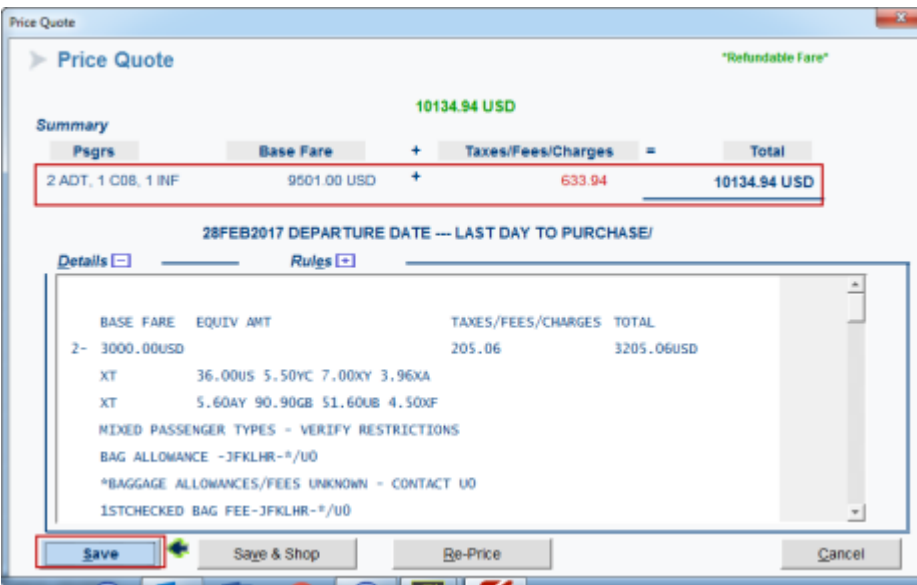 Price Quote
Price Quote
*Refundable Fare*
10134.94 USD
Summary
Psgrs Base Fare + Taxes/Fees/Charges = Total
2 ADT, 1 C08, 1 INF 9501.00 USD + 633.94 10134.94 USD
28FEB2017 DEPARTURE DATE --- LAST DAY TO PURCHASE/
Details Rules
BASE FARE EQUIV AMT TAXES/FEES/CHARGES TOTAL
2- 3000.00USD 205.06 3205.06USD
XT 36.00US 5.50YC 7.00XY 3.96XA
XT 5.60AY 90.90GB 51.60UB 4.50XF
MIXED PASSENGER TYPES - VERIFY RESTRICTIONS
BAG ALLOWANCE -JFKLHR-*/UO
*BAGGAGE ALLOWANCES/FEES UNKNOWN - CONTACT UO
1STCHECKED BAG FEE-JFKLHR-*/UO
Save Save & Shop Re-Price Cancel